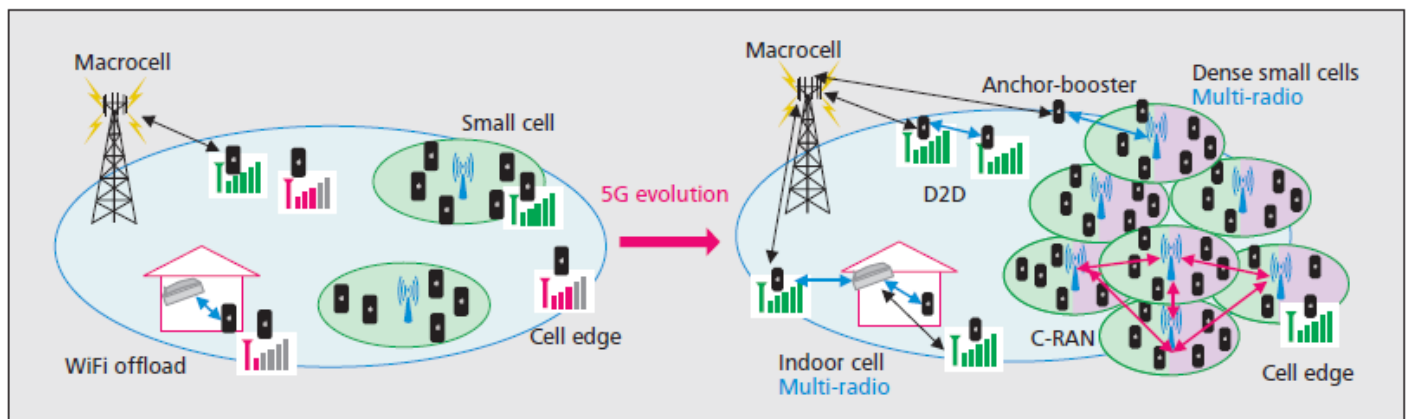 Macrocell
Small cell
WiFi offload
Cell edge
5G evolution
Macrocell
Anchor-booster
Dense small cells
Multi-radio
D2D
Indoor cell
Multi-radio
C-RAN
Cell edge